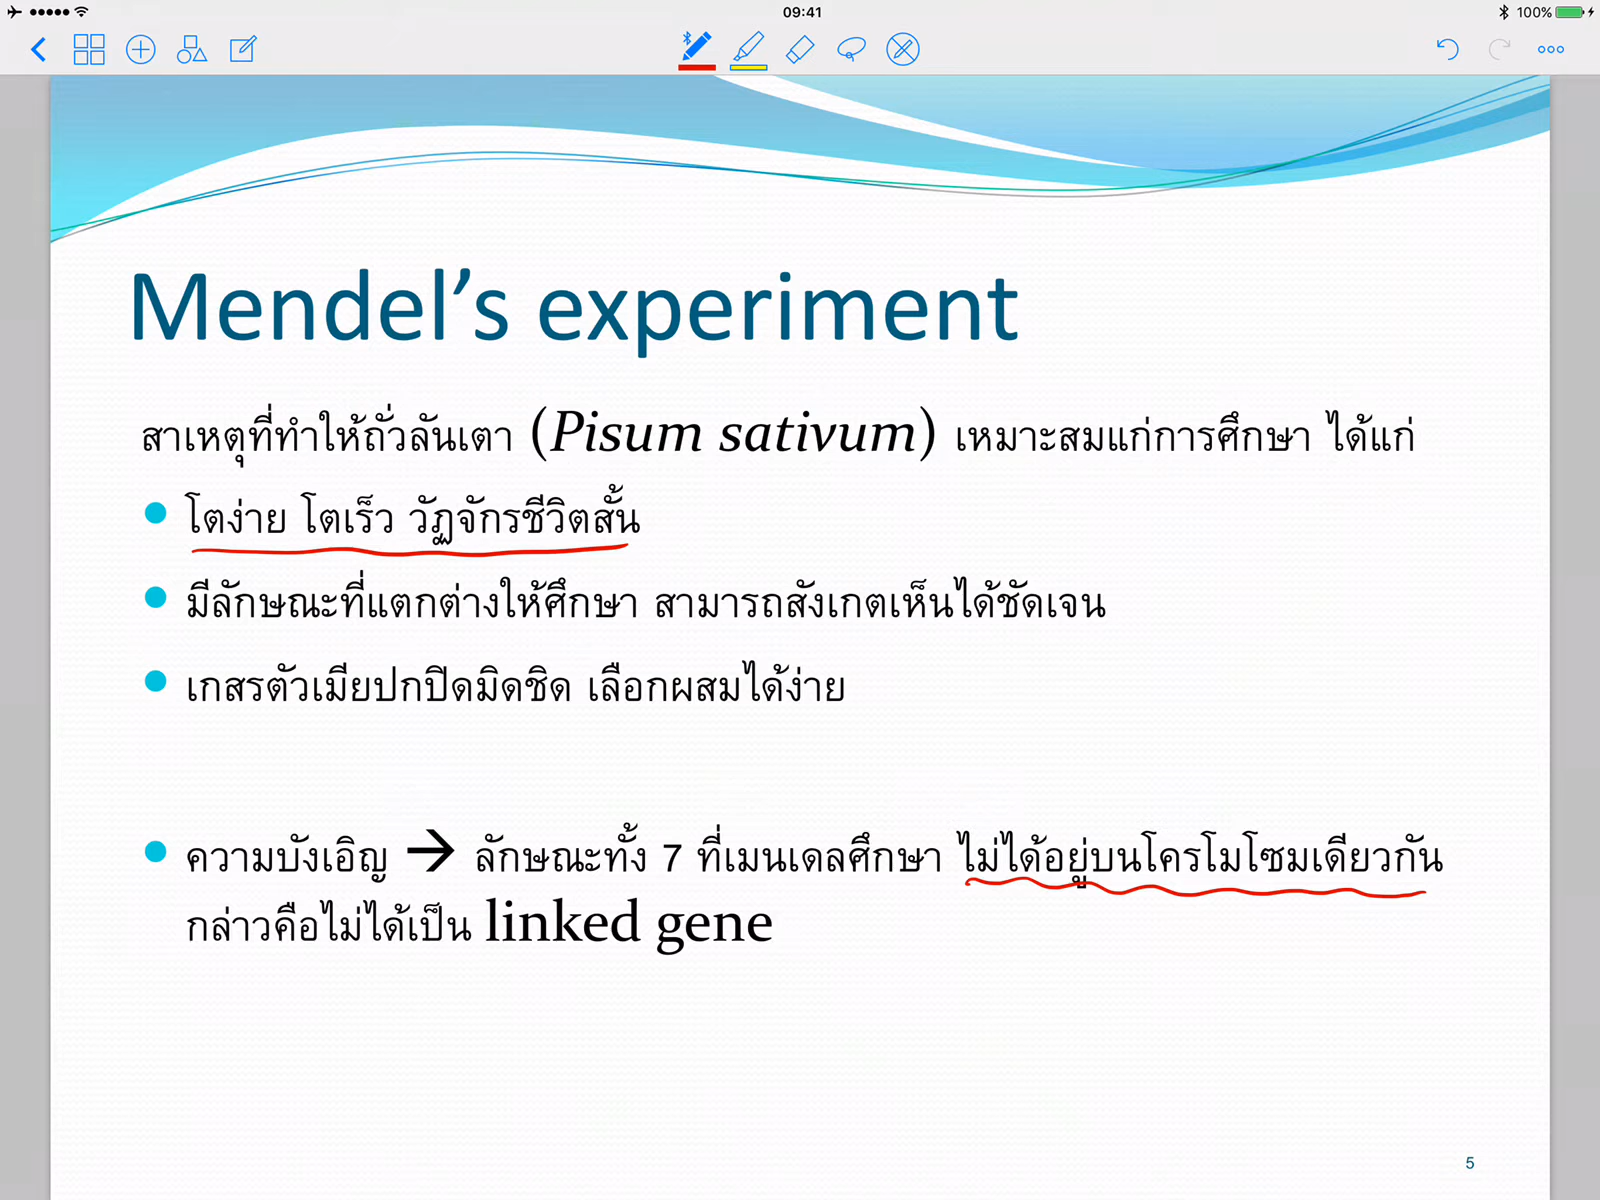 09:41
100%
Mendel’s experiment
สาเหตุที่ทำให้ถั่วลันเตา (Pisum sativum) เหมาะสมแก่การศึกษา ได้แก่
โตง่าย โตเร็ว วัฏจักรชีวิตสั้น
มีลักษณะที่แตกต่างให้ศึกษา สามารถสังเกตเห็นได้ชัดเจน
เกสรตัวเมียปกปิดมิดชิด เลือกผสมได้ง่าย
ความบังเอิญ → ลักษณะทั้ง 7 ที่เมนเดลศึกษา ไม่ได้อยู่บนโครโมโซมเดียวกัน
กล่าวคือไม่ได้เป็น linked gene
5